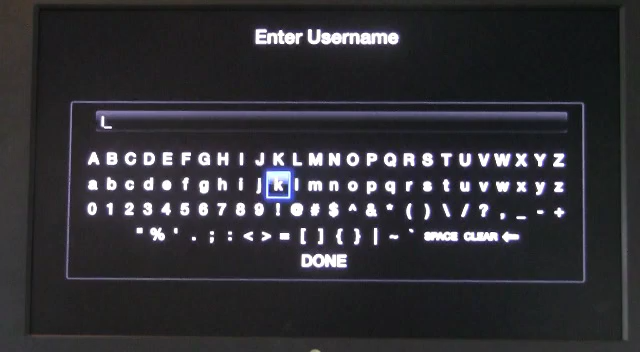 Enter Username
L
A B C D E F G H I J K L M N O P Q R S T U V W X Y Z
a b c d e f g h i j k l m n o p q r s t u v w x y z
0 1 2 3 4 5 6 7 8 9 ! @ # $ ^ & * ( ) \ / ? , _ - +
" % ' . ; : < > = [ ] { } | ~ ` SPACE CLEAR ⇐
DONE